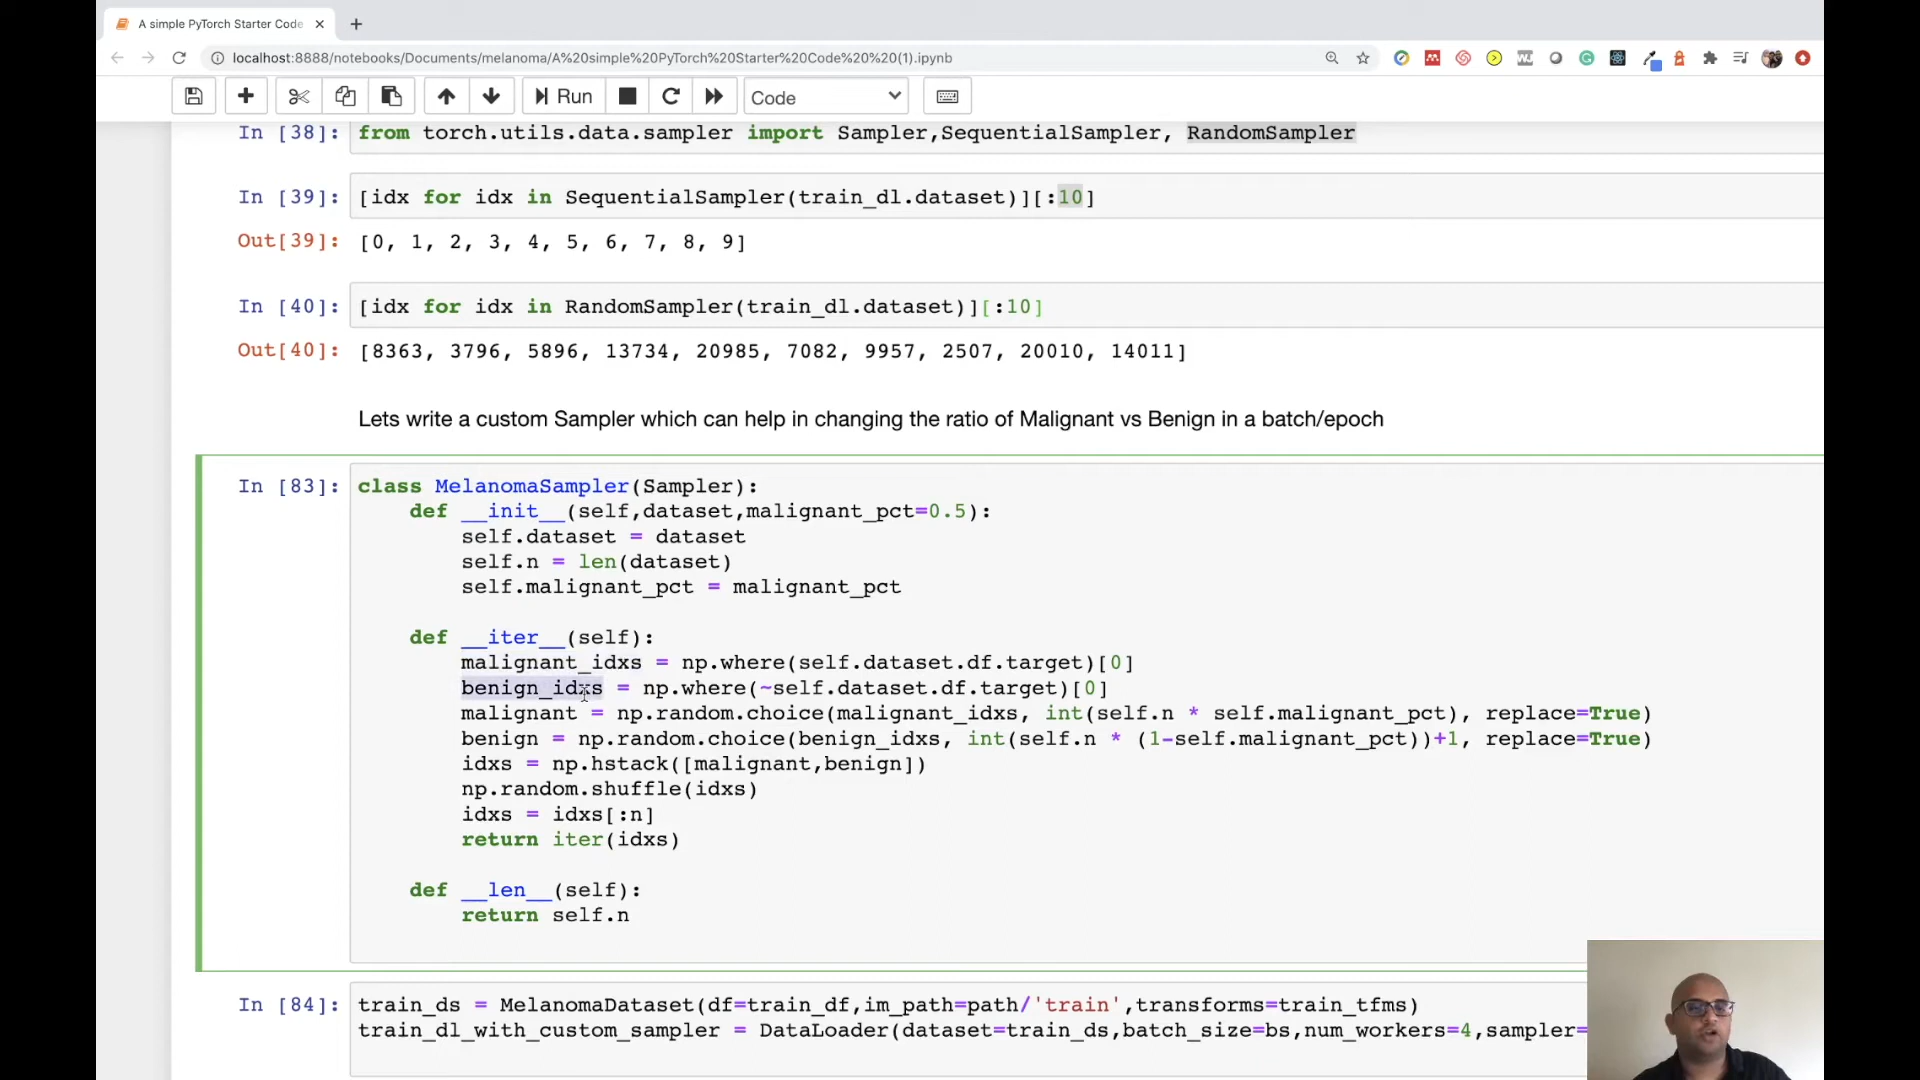 A simple PyTorch Starter Code
localhost:8888/notebooks/Documents/melanoma/A%20simple%20PyTorch%20Starter%20Code%20%20(1).ipynb
Run
Code
In [38]: from torch.utils.data.sampler import Sampler,SequentialSampler, RandomSampler
In [39]: [idx for idx in SequentialSampler(train_dl.dataset)][:10]
Out[39]: [0, 1, 2, 3, 4, 5, 6, 7, 8, 9]
In [40]: [idx for idx in RandomSampler(train_dl.dataset)][:10]
Out[40]: [8363, 3796, 5896, 13734, 20985, 7082, 9957, 2507, 20010, 14011]
Lets write a custom Sampler which can help in changing the ratio of Malignant vs Benign in a batch/epoch
In [83]: class MelanomaSampler(Sampler):
def __init__(self,dataset,malignant_pct=0.5):
self.dataset = dataset
self.n = len(dataset)
self.malignant_pct = malignant_pct
def __iter__(self):
malignant_idxs = np.where(self.dataset.df.target)[0]
benign_idxs = np.where(~self.dataset.df.target)[0]
malignant = np.random.choice(malignant_idxs, int(self.n * self.malignant_pct), replace=True)
benign = np.random.choice(benign_idxs, int(self.n * (1-self.malignant_pct))+1, replace=True)
idxs = np.hstack([malignant,benign])
np.random.shuffle(idxs)
idxs = idxs[:n]
return iter(idxs)
def __len__(self):
return self.n
In [84]: train_ds = MelanomaDataset(df=train_df,im_path=path/'train',transforms=train_tfms)
train_dl_with_custom_sampler = DataLoader(dataset=train_ds,batch_size=bs,num_workers=4,sampler=